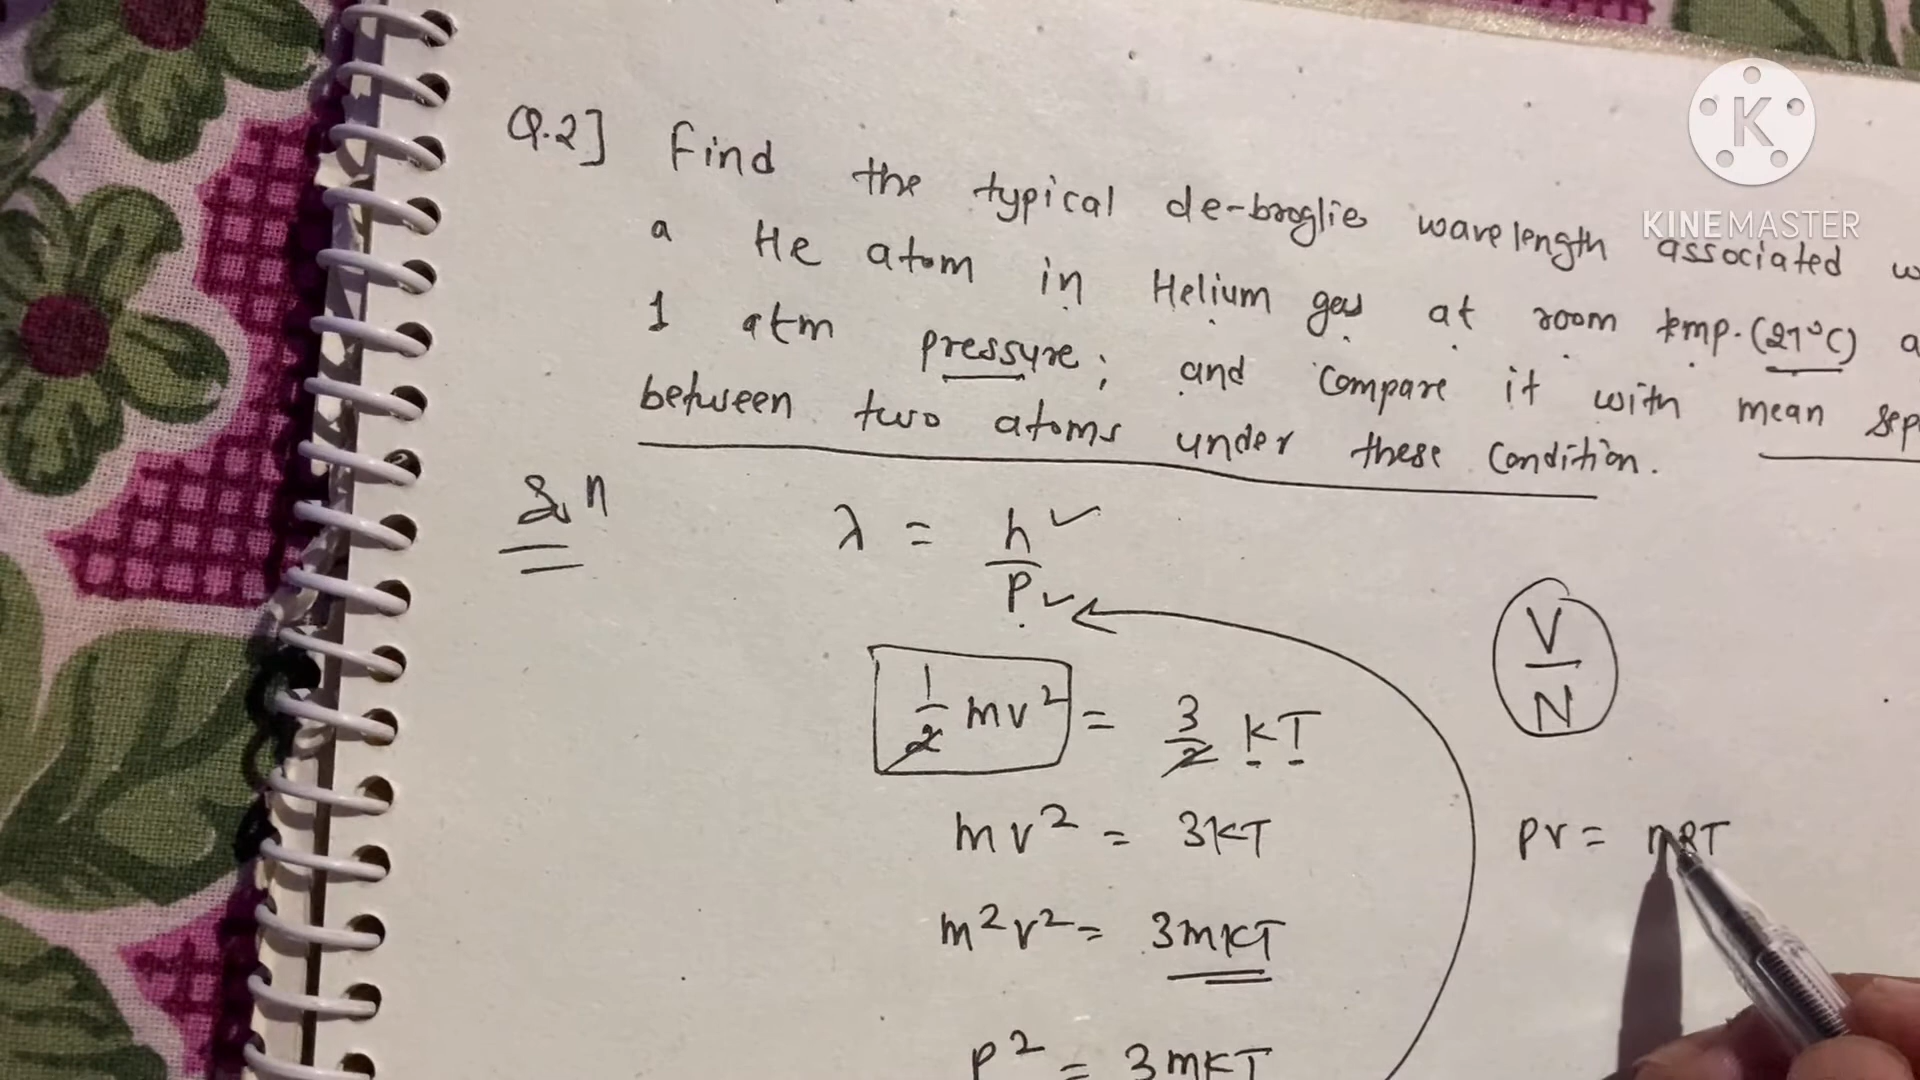 Q.2] Find the typical de-broglie wavelength associated w
a He atom in Helium gas at room temp. (27°C) a
1 atm pressure; and compare it with mean sep
between two atoms under these condition.
Solⁿ
λ = h/P
1/2 mv² = 3/2 KT
mv² = 3KT
m²v² = 3mKT
P² = 3mKT
V/N
PV = nRT
K
KINEMASTER